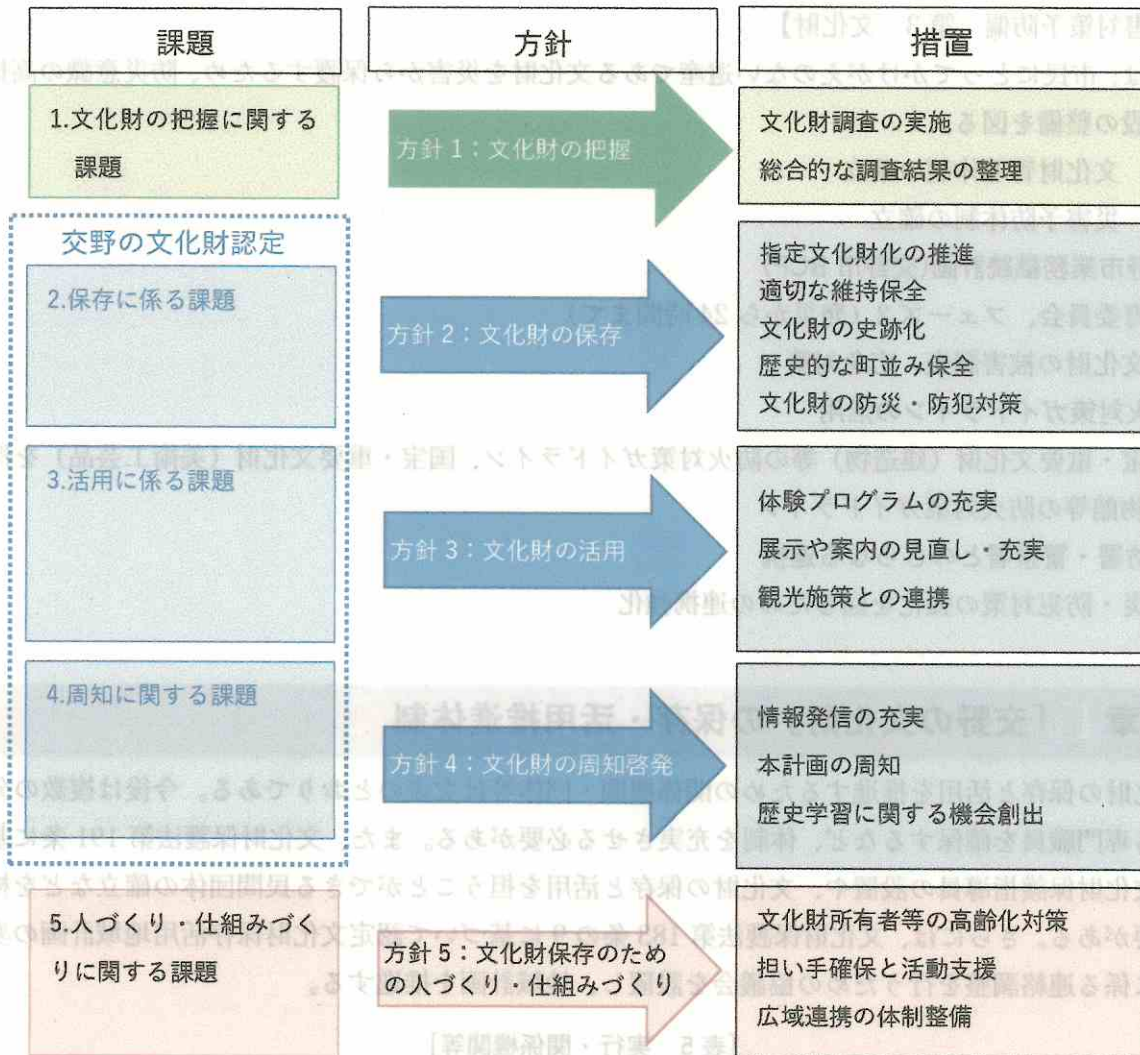 課題
方針
措置
1.文化財の把握に関する
課題
方針 1：文化財の把握
文化財調査の実施
総合的な調査結果の整理
交野の文化財認定
2.保存に係る課題
方針 2：文化財の保存
指定文化財化の推進
適切な維持保全
文化財の史跡化
歴史的な町並み保全
文化財の防災・防犯対策
3.活用に係る課題
方針 3：文化財の活用
体験プログラムの充実
展示や案内の見直し・充実
観光施策との連携
4.周知に関する課題
方針 4：文化財の周知啓発
情報発信の充実
本計画の周知
歴史学習に関する機会創出
5.人づくり・仕組みづく
りに関する課題
方針 5：文化財保存のため
の人づくり・仕組みづくり
文化財所有者等の高齢化対策
担い手確保と活動支援
広域連携の体制整備